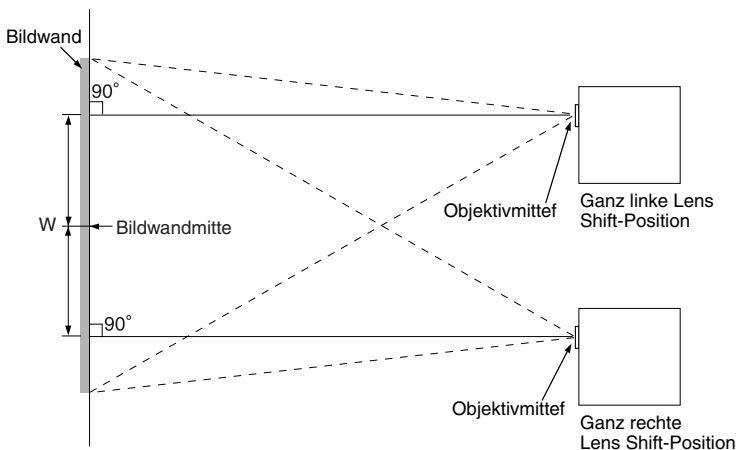 Bildwand
90°
W
Bildwandmitte
90°
Objektivmittef
Ganz linke Lens
Shift-Position
Objektivmittef
Ganz rechte
Lens Shift-Position